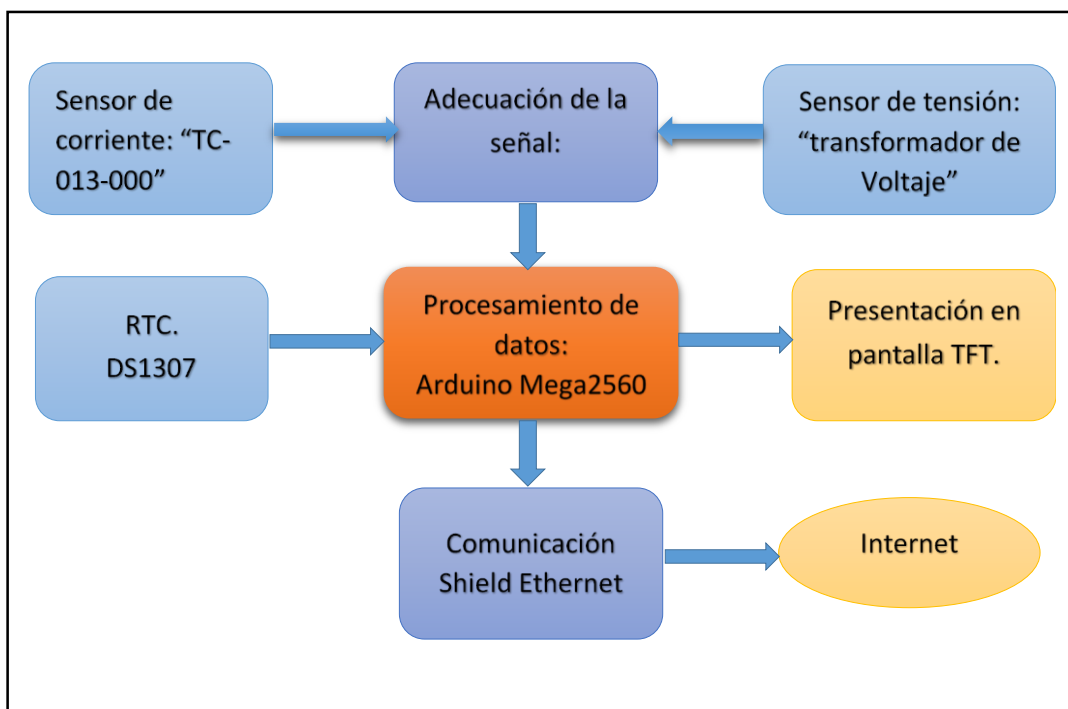 Sensor de
corriente: “TC-
013-000”
Adecuación de la
señal:
Sensor de tensión:
“transformador de
Voltaje”
RTC.
DS1307
Procesamiento de
datos:
Arduino Mega2560
Presentación en
pantalla TFT.
Comunicación
Shield Ethernet
Internet